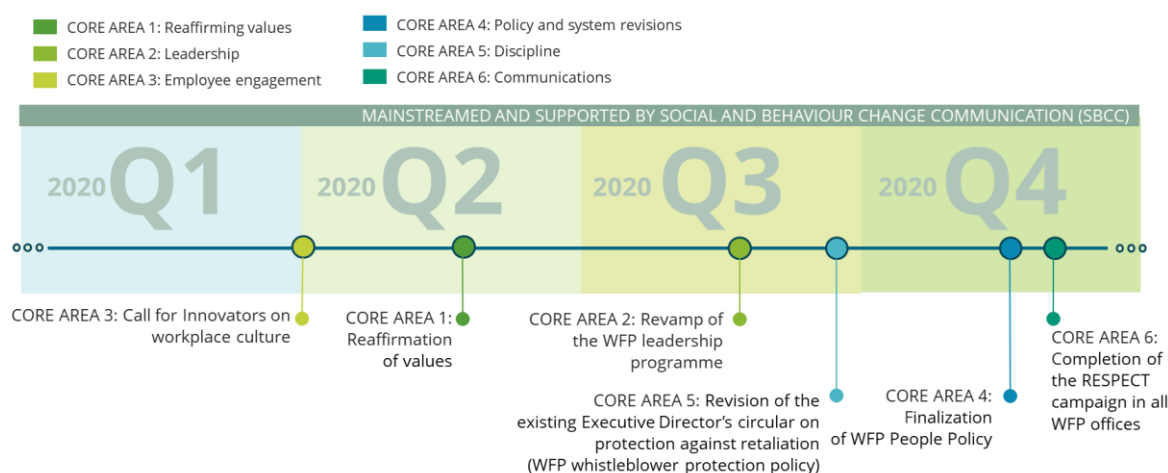 CORE AREA 1: Reaffirming values
CORE AREA 2: Leadership
CORE AREA 3: Employee engagement
CORE AREA 4: Policy and system revisions
CORE AREA 5: Discipline
CORE AREA 6: Communications
MAINSTREAMED AND SUPPORTED BY SOCIAL AND BEHAVIOUR CHANGE COMMUNICATION (SBCC)
2020 Q1
2020 Q2
2020 Q3
2020 Q4
CORE AREA 3: Call for Innovators on
workplace culture
CORE AREA 1:
Reaffirmation
of values
CORE AREA 2: Revamp of
the WFP leadership
programme
CORE AREA 5: Revision of the
existing Executive Director's circular on
protection against retaliation
(WFP whistleblower protection policy)
CORE AREA 4:
Finalization
of WFP People Policy
CORE AREA 6:
Completion of
the RESPECT
campaign in all
WFP offices